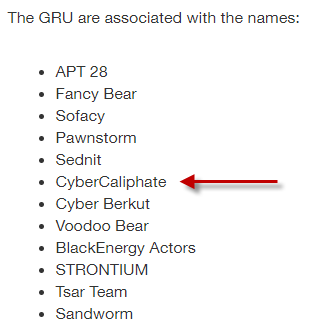 The GRU are associated with the names:
• APT 28
• Fancy Bear
• Sofacy
• Pawnstorm
• Sednit
• CyberCaliphate
• Cyber Berkut
• Voodoo Bear
• BlackEnergy Actors
• STRONTIUM
• Tsar Team
• Sandworm